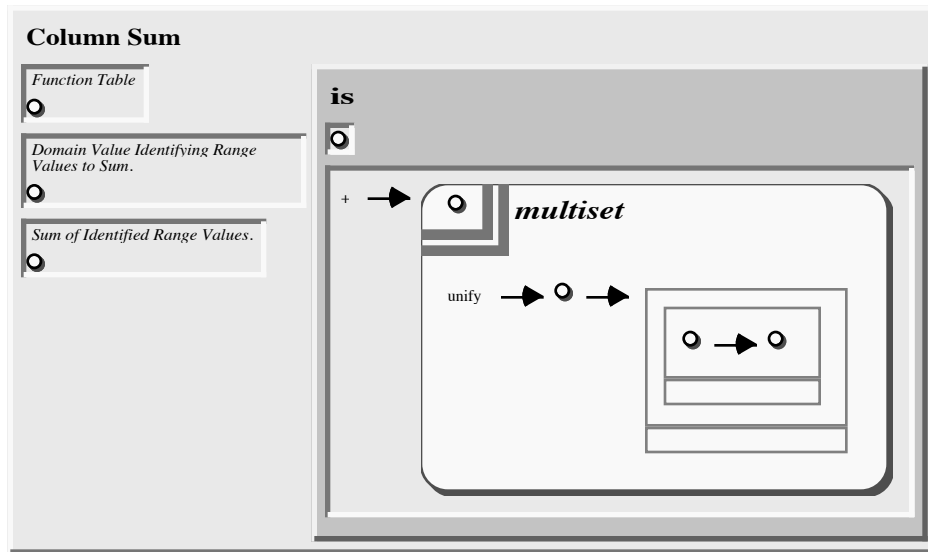 Column Sum
Function Table
Domain Value Identifying Range
Values to Sum.
Sum of Identified Range Values.
is
+
multiset
unify